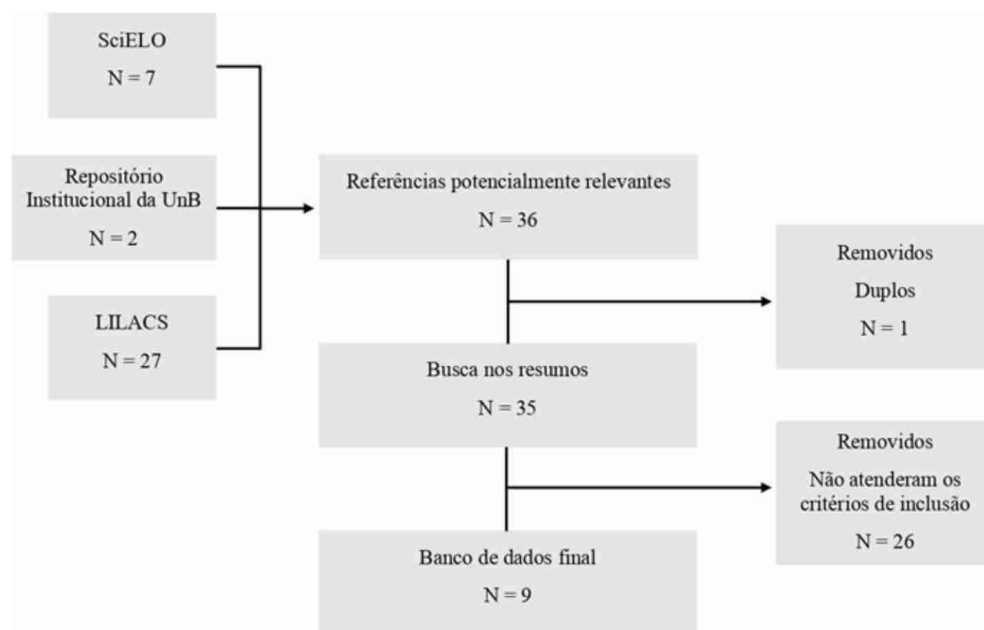 SciELO
N = 7
Repositório
Institucional da UnB
N = 2
LILACS
N = 27
Referências potencialmente relevantes
N = 36
Removidos
Duplos
N = 1
Busca nos resumos
N = 35
Removidos
Não atenderam os
critérios de inclusão
N = 26
Banco de dados final
N = 9